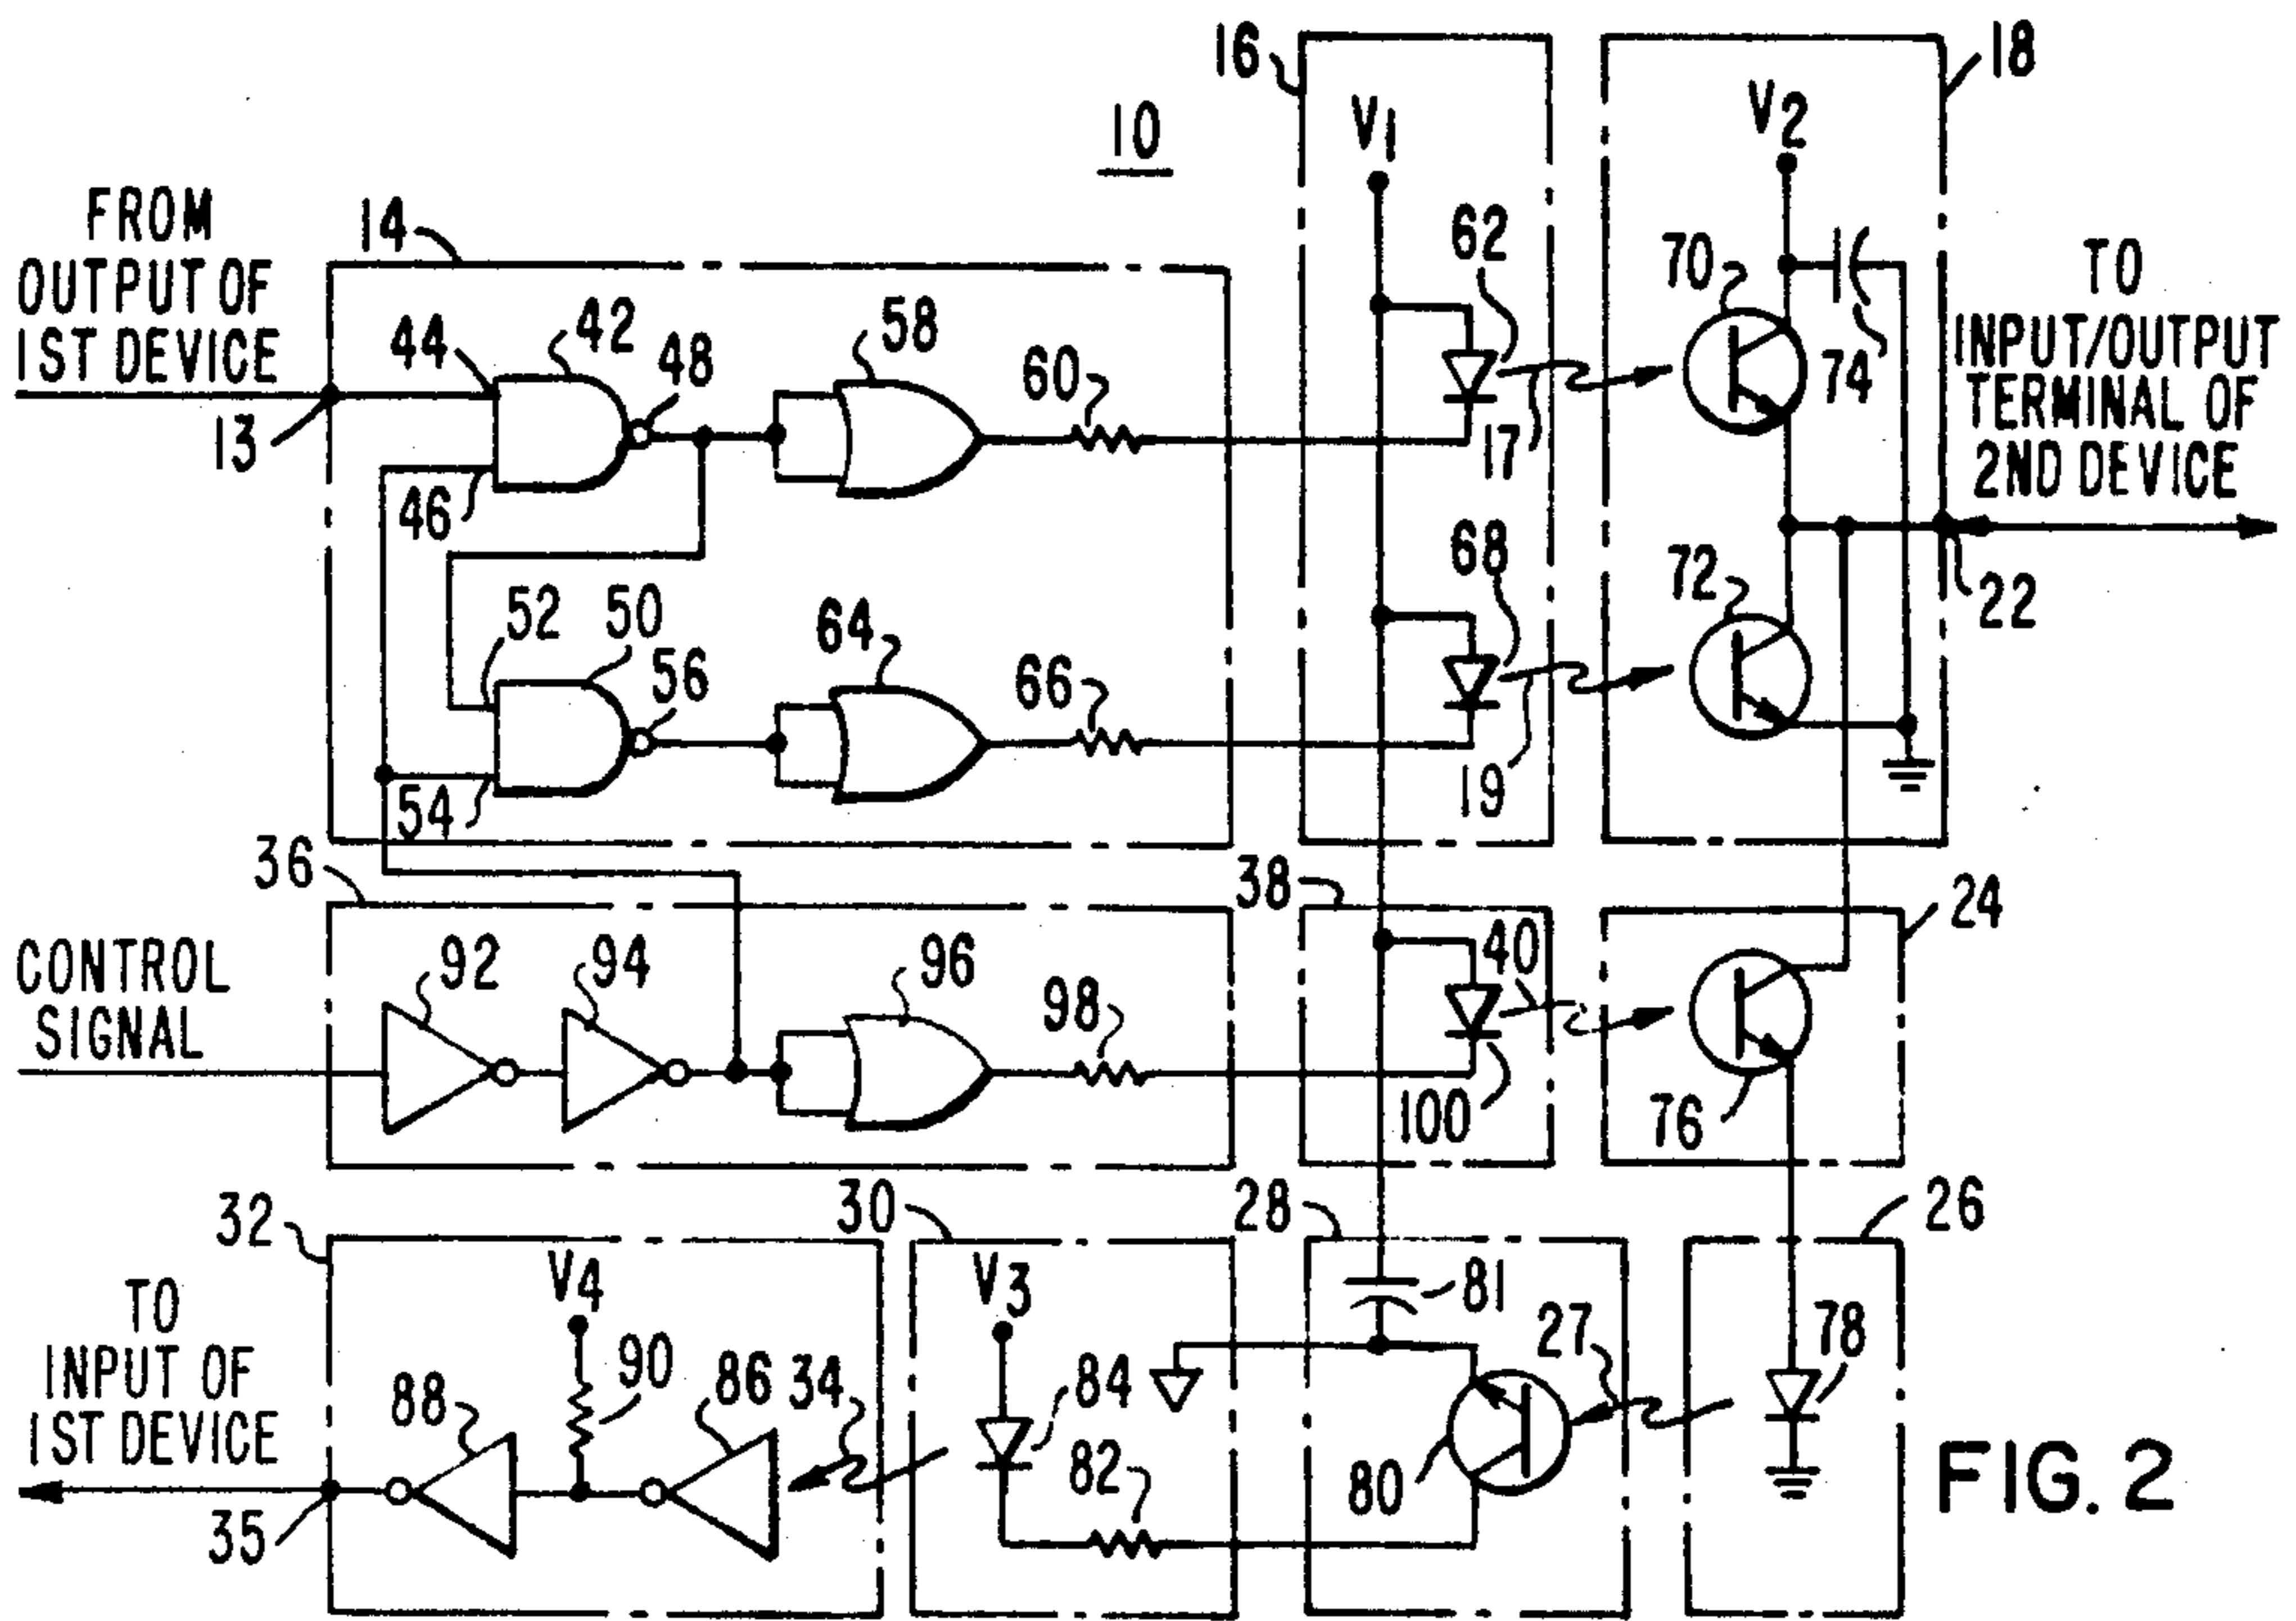 16
18
10
V1
V2
FROM
OUTPUT OF
1ST DEVICE
14
62
70
TO
INPUT/OUTPUT
TERMINAL OF
2ND DEVICE
44
42
48
58
60
74
13
46
17
68
72
22
52
50
56
64
66
54
19
36
38
24
CONTROL
SIGNAL
92
94
96
98
40
100
76
32
30
28
26
V4
V3
81
TO
INPUT OF
1ST DEVICE
88
90
86
34
84
27
78
82
80
35
FIG. 2